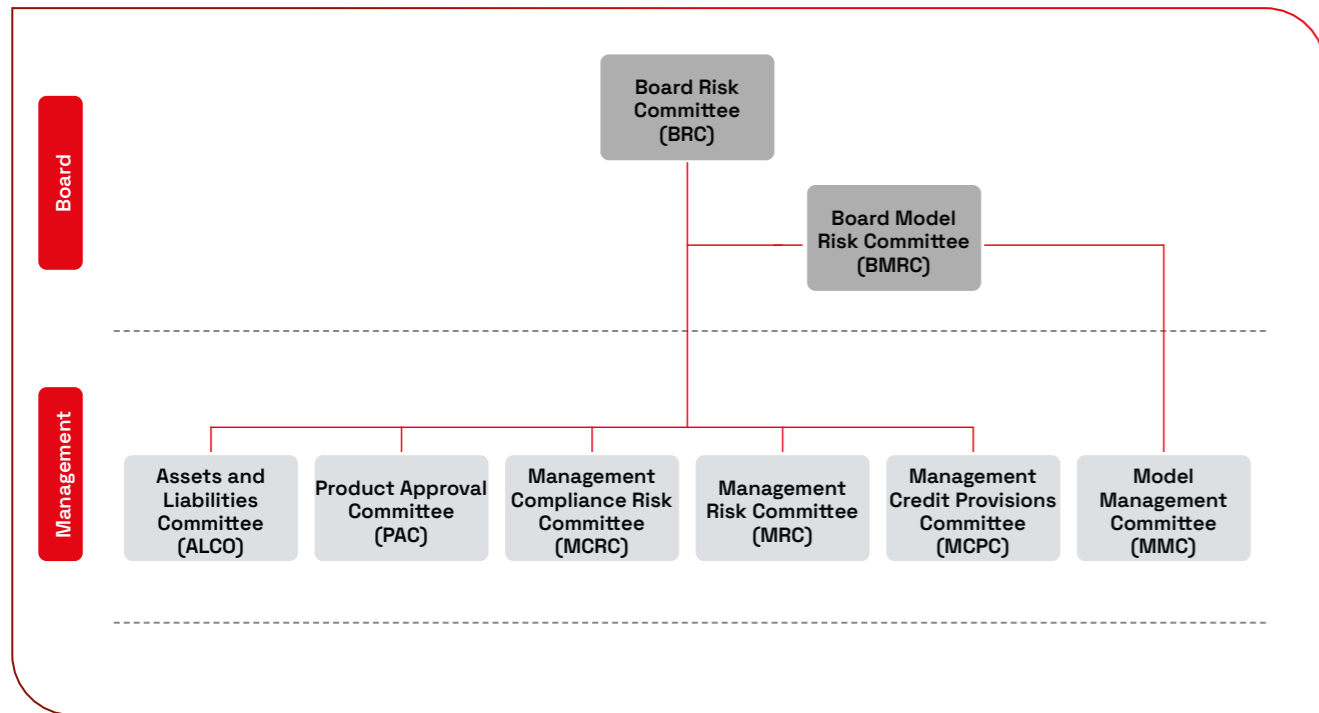 Board Risk
Committee
(BRC)
Board
Board Model
Risk Committee
(BMRC)
Management
Assets and
Liabilities
Committee
(ALCO)
Product Approval
Committee
(PAC)
Management
Compliance Risk
Committee
(MCRC)
Management
Risk Committee
(MRC)
Management
Credit Provisions
Committee
(MCPC)
Model
Management
Committee
(MMC)